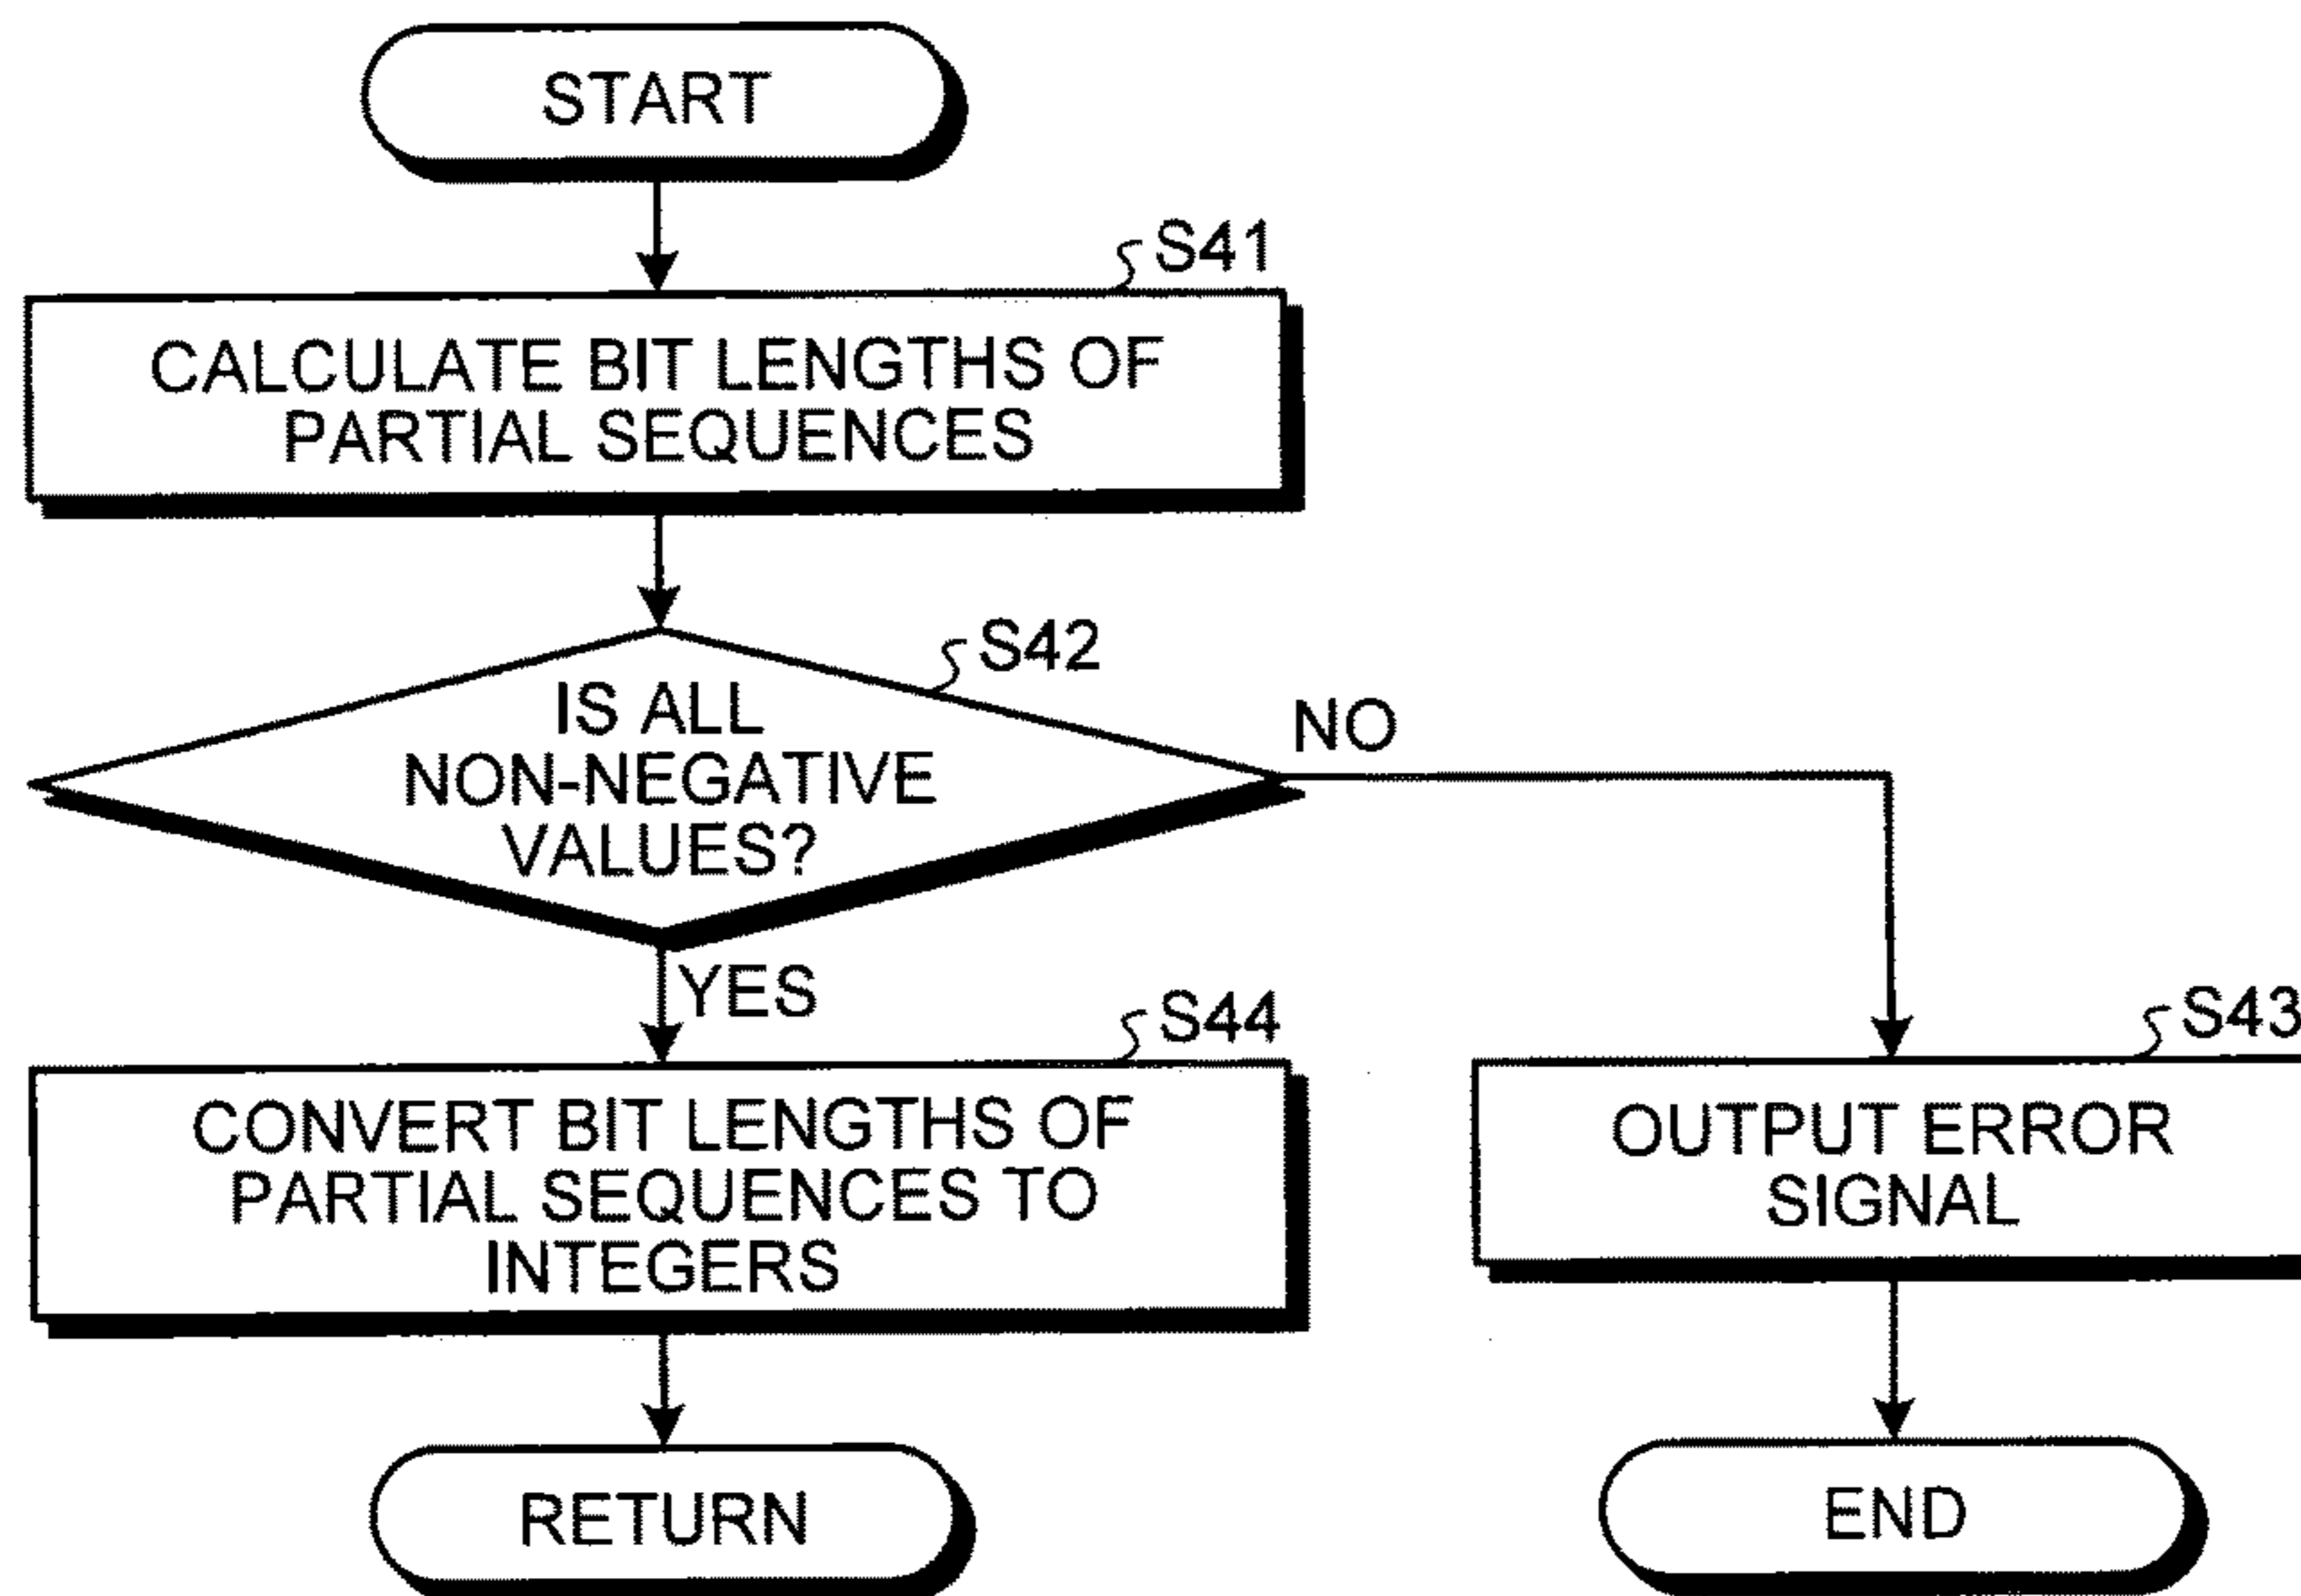 START
S41
CALCULATE BIT LENGTHS OF
PARTIAL SEQUENCES
S42
IS ALL
NON-NEGATIVE
VALUES?
NO
YES
S44
CONVERT BIT LENGTHS OF
PARTIAL SEQUENCES TO
INTEGERS
S43
OUTPUT ERROR
SIGNAL
RETURN
END